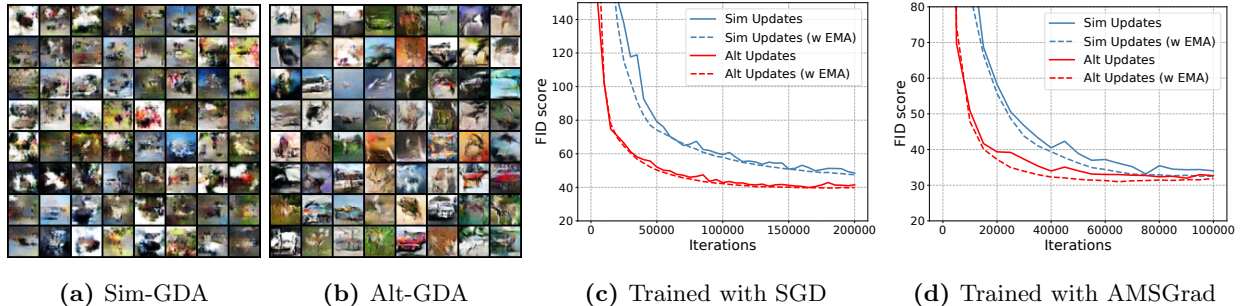 140
120
100
80
60
40
20
FID score
Sim Updates
Sim Updates (w EMA)
Alt Updates
Alt Updates (w EMA)
0 50000 100000 150000 200000
Iterations
80
70
60
50
40
30
20
FID score
Sim Updates
Sim Updates (w EMA)
Alt Updates
Alt Updates (w EMA)
0 20000 40000 60000 80000 100000
Iterations
(a) Sim-GDA
(b) Alt-GDA
(c) Trained with SGD
(d) Trained with AMSGrad